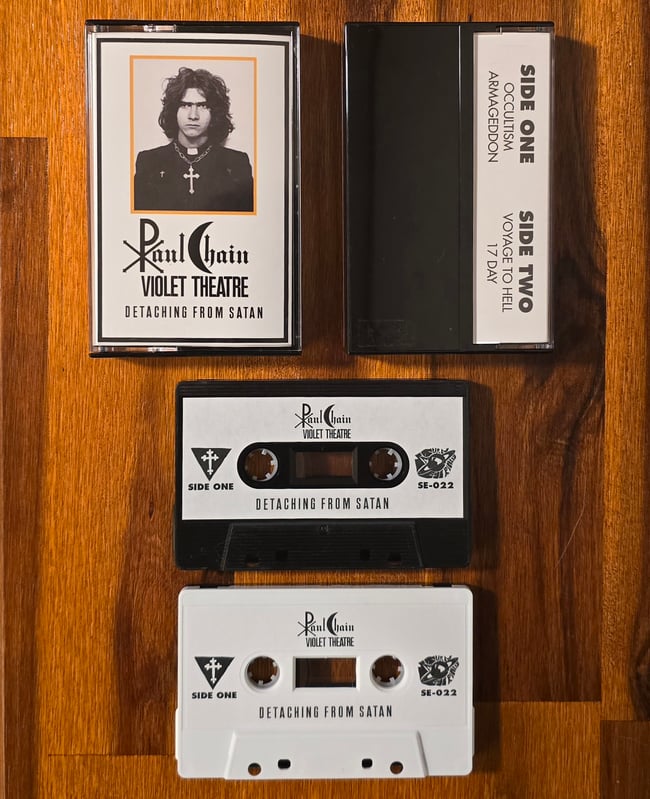 Paul Chain
VIOLET THEATRE
DETACHING FROM SATAN
SIDE ONE
OCCULTISM
ARMAGEDDON
SIDE TWO
VOYAGE TO HELL
17 DAY
Paul Chain
VIOLET THEATRE
SIDE ONE
SE-022
DETACHING FROM SATAN
Paul Chain
VIOLET THEATRE
SIDE ONE
SE-022
DETACHING FROM SATAN